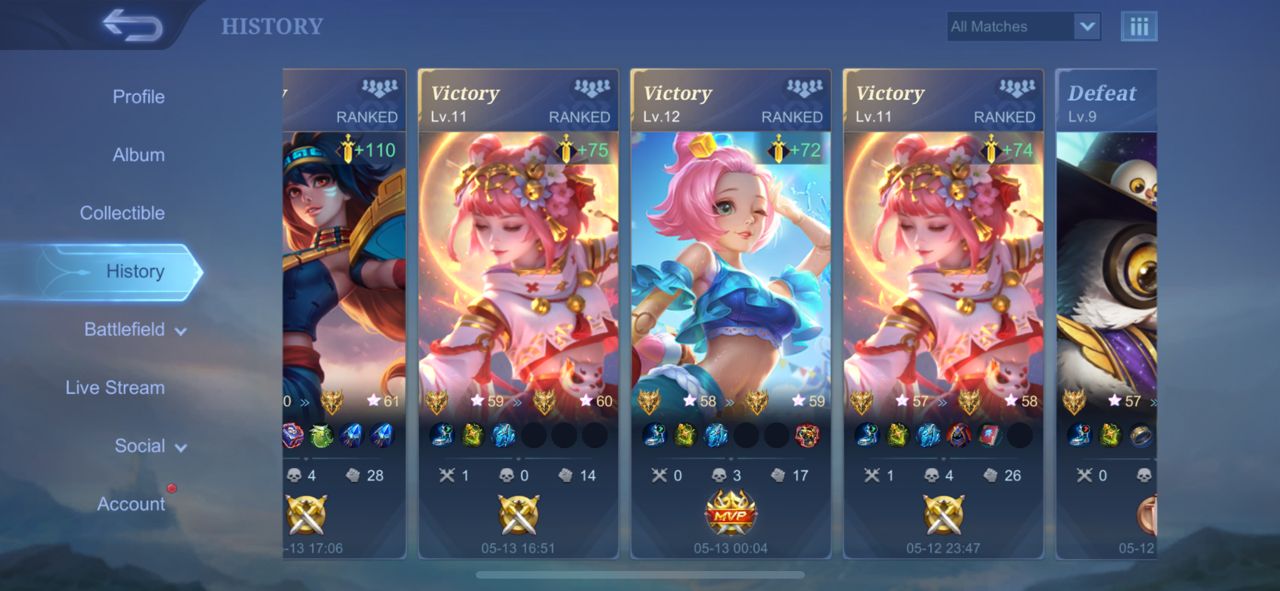 HISTORY
All Matches
Profile
Album
Collectible
History
Battlefield
Live Stream
Social
Account
RANKED
+110
0 » 61
4 28
-13 17:06
Victory
Lv.11
RANKED
+75
59 » 60
1 0 14
05-13 16:51
Victory
Lv.12
RANKED
+72
58 » 59
0 3 17
MVP
05-13 00:04
Victory
Lv.11
RANKED
+74
57 » 58
1 4 26
05-12 23:47
Defeat
Lv.9
57 »
0
05-12